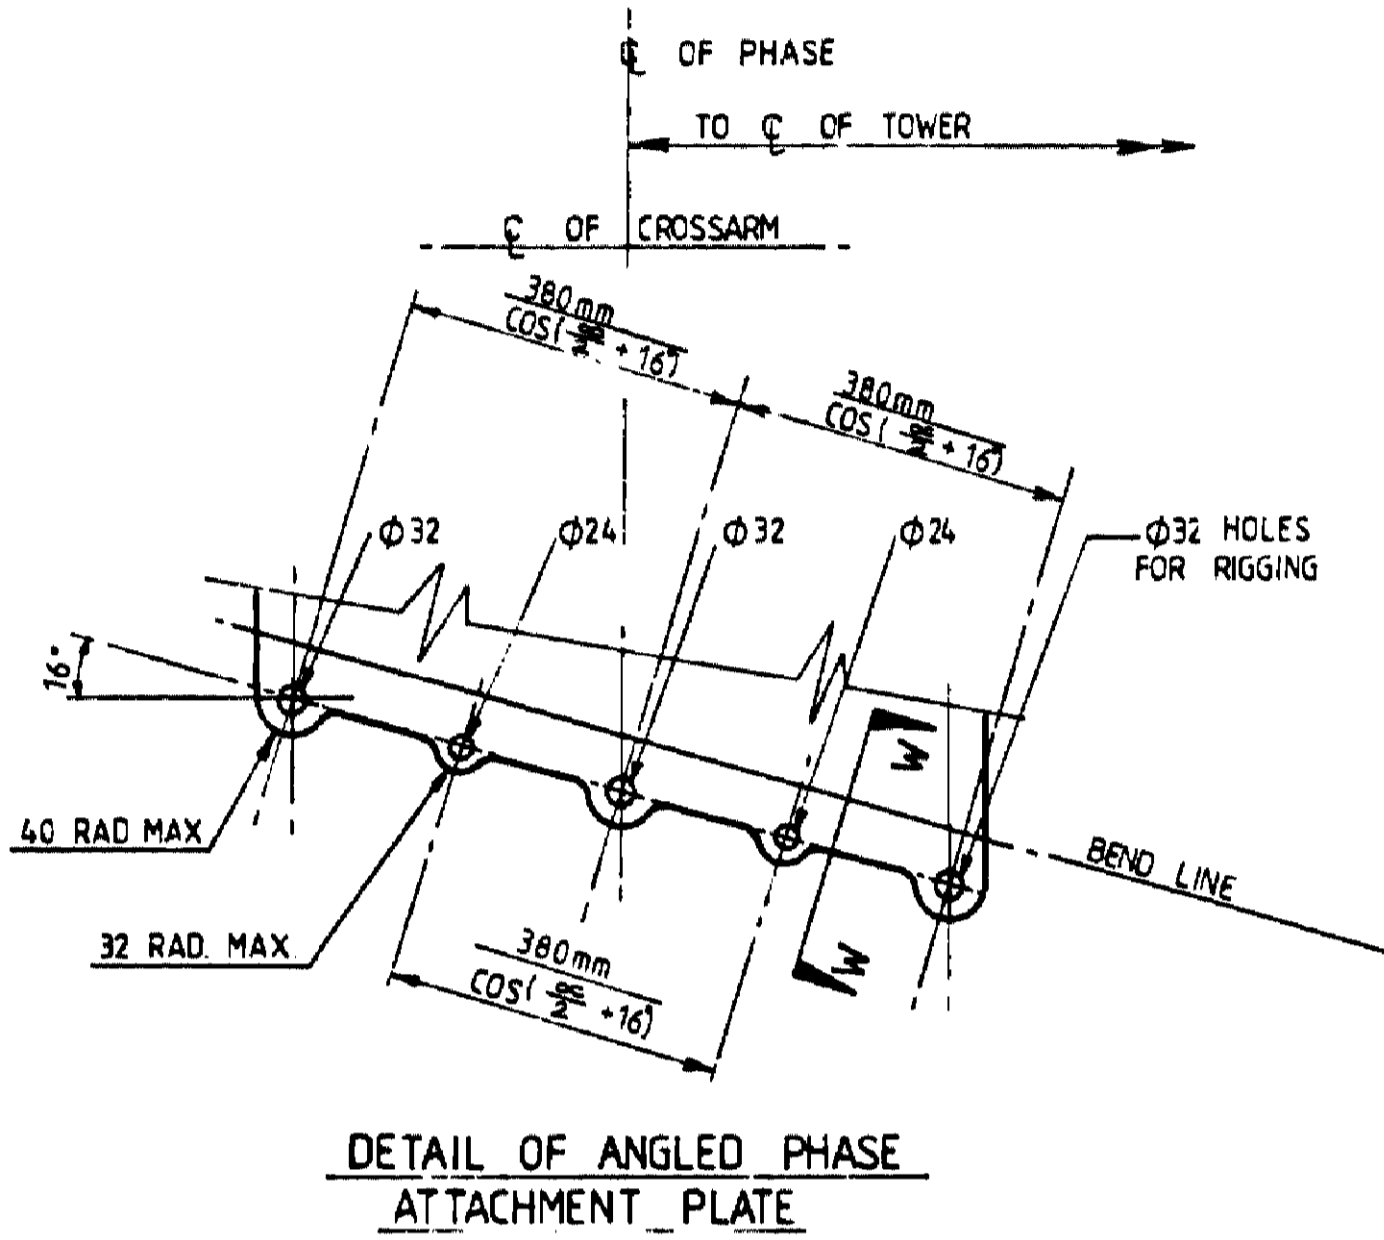 ℄ OF PHASE
TO ℄ OF TOWER
℄ OF CROSSARM
380mm
COS( /2 + 16°)
380mm
COS( /2 + 16°)
Φ32
Φ24
Φ32
Φ24
Φ32 HOLES
FOR RIGGING
16°
W
40 RAD MAX
BEND LINE
32 RAD. MAX.
W
380mm
COS( /2 + 16°)
DETAIL OF ANGLED PHASE
ATTACHMENT PLATE